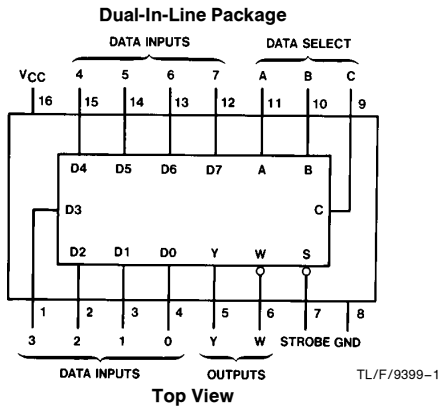 Dual-In-Line Package
DATA INPUTS DATA SELECT
VCC 4 5 6 7 A B C
16 15 14 13 12 11 10 9
D4 D5 D6 D7 A B
D3 C
D2 D1 D0 Y W S
1 2 3 4 5 6 7 8
3 2 1 0 Y W STROBE GND
DATA INPUTS OUTPUTS TL/F/9399–1
Top View